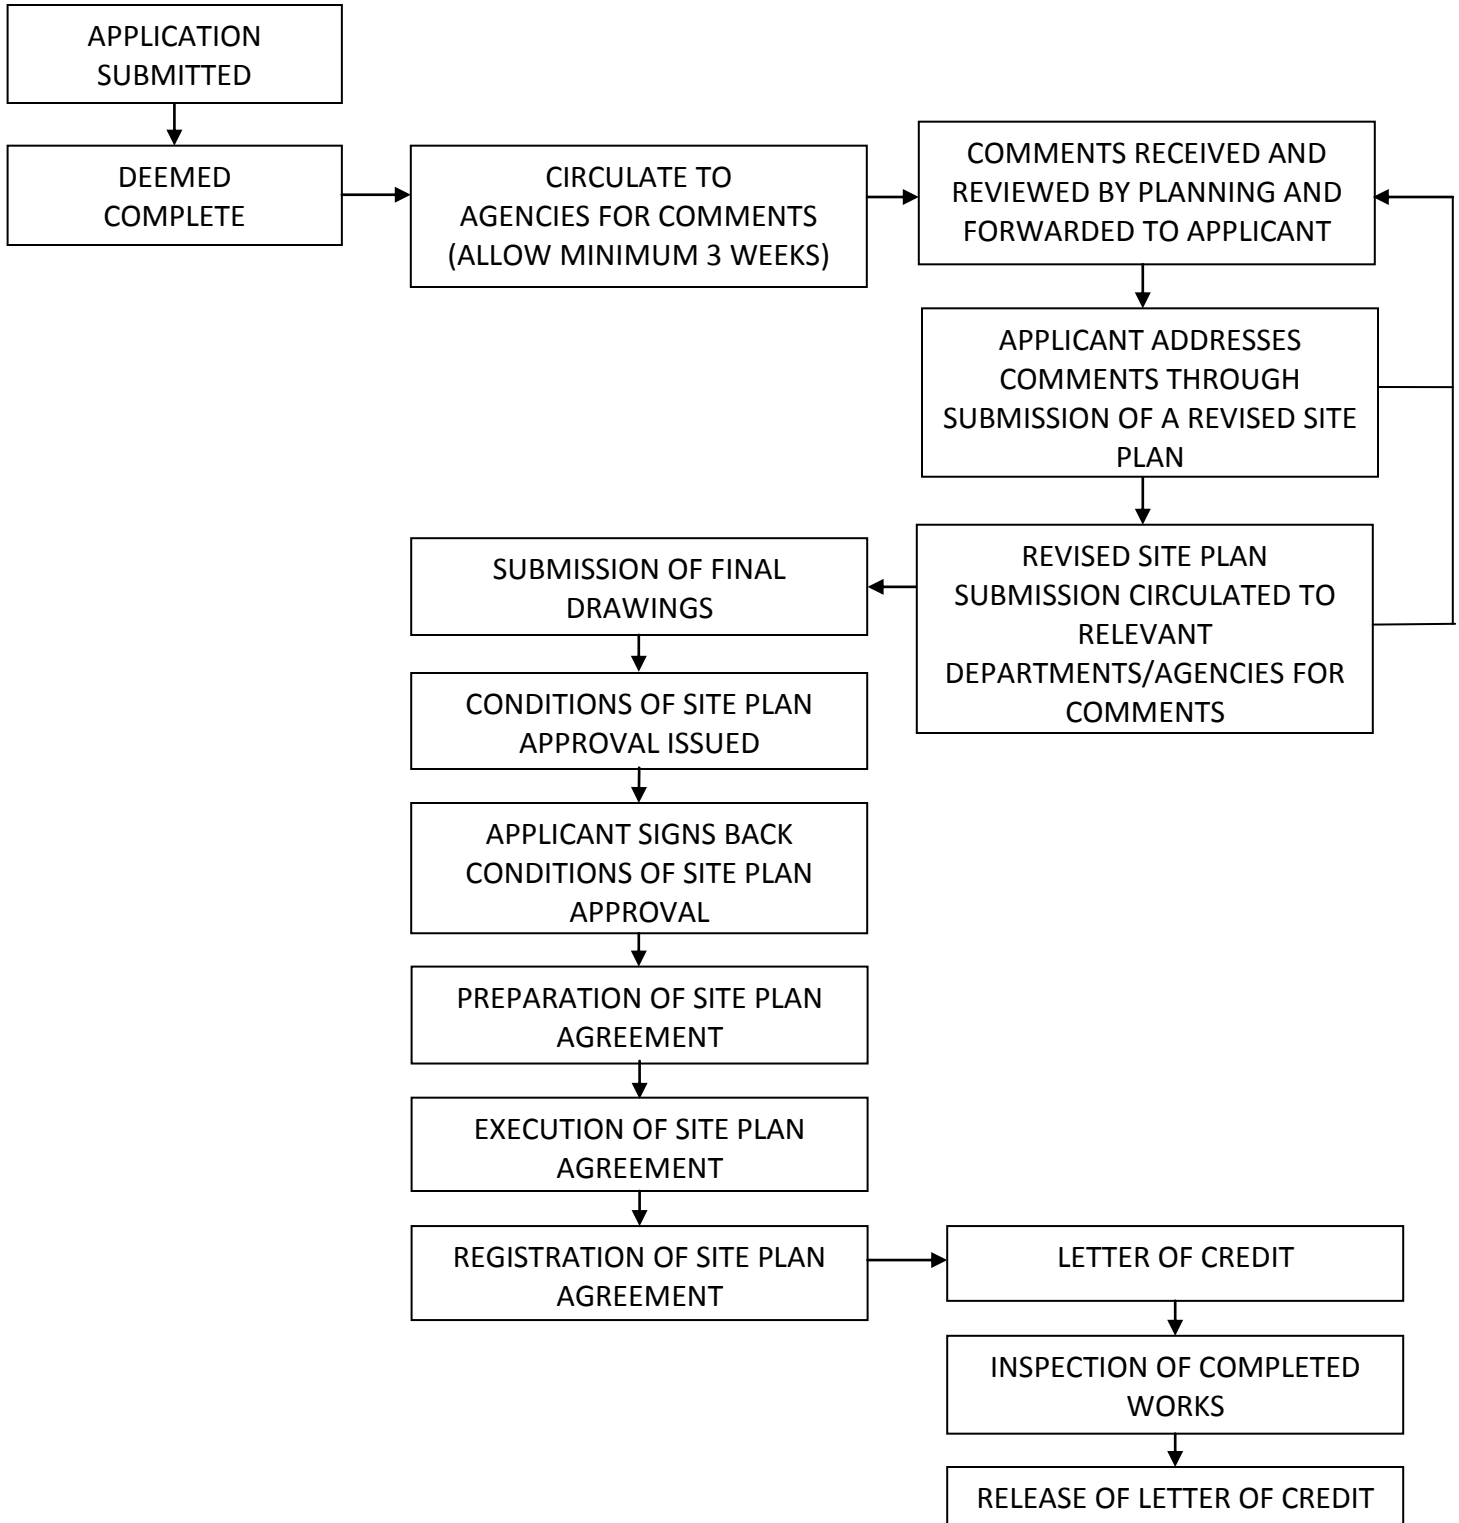 APPLICATION
SUBMITTED
DEEMED
COMPLETE
CIRCULATE TO
AGENCIES FOR COMMENTS
(ALLOW MINIMUM 3 WEEKS)
COMMENTS RECEIVED AND
REVIEWED BY PLANNING AND
FORWARDED TO APPLICANT
APPLICANT ADDRESSES
COMMENTS THROUGH
SUBMISSION OF A REVISED SITE
PLAN
REVISED SITE PLAN
SUBMISSION CIRCULATED TO
RELEVANT
DEPARTMENTS/AGENCIES FOR
COMMENTS
SUBMISSION OF FINAL
DRAWINGS
CONDITIONS OF SITE PLAN
APPROVAL ISSUED
APPLICANT SIGNS BACK
CONDITIONS OF SITE PLAN
APPROVAL
PREPARATION OF SITE PLAN
AGREEMENT
EXECUTION OF SITE PLAN
AGREEMENT
REGISTRATION OF SITE PLAN
AGREEMENT
LETTER OF CREDIT
INSPECTION OF COMPLETED
WORKS
RELEASE OF LETTER OF CREDIT